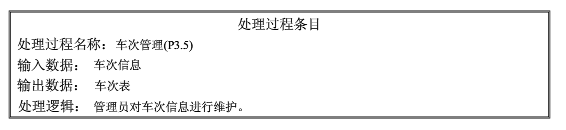 处理过程条目
处理过程名称：车次管理(P3.5)
输入数据： 车次信息
输出数据： 车次表
处理逻辑： 管理员对车次信息进行维护。